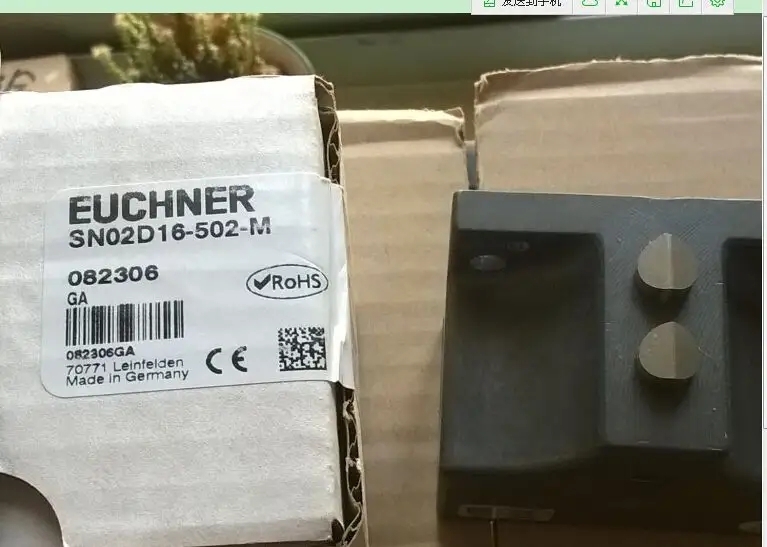 发送到手机
EUCHNER
SN02D16-502-M
082306
GA
✓RoHS
082306GA
70771 Leinfelden
Made in Germany
CE